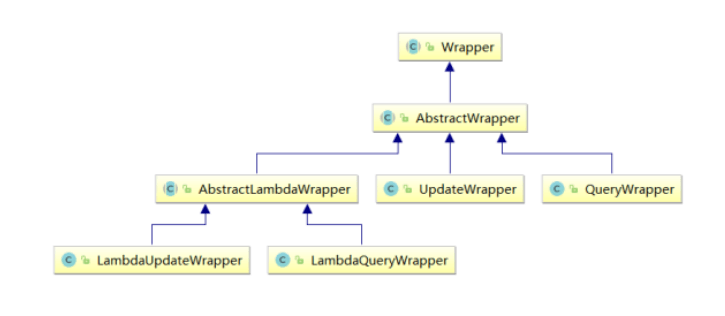 Wrapper
AbstractWrapper
AbstractLambdaWrapper UpdateWrapper QueryWrapper
LambdaUpdateWrapper LambdaQueryWrapper